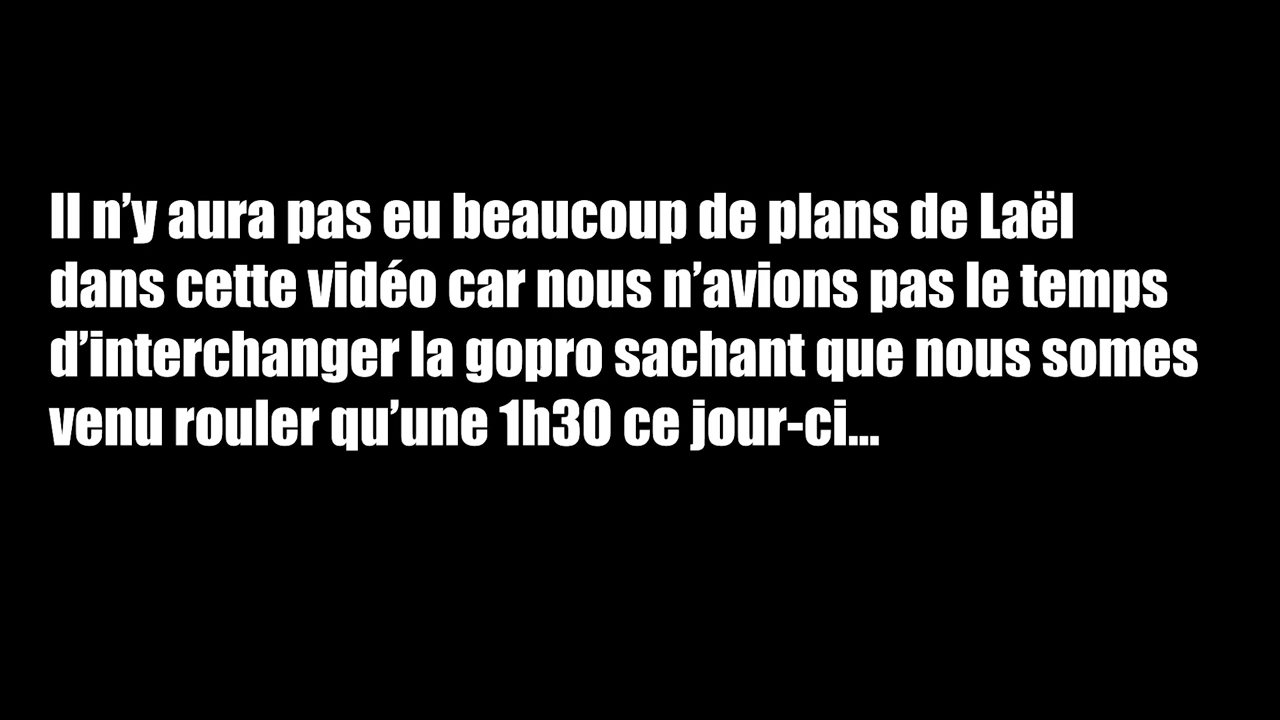 Il n’y aura pas eu beaucoup de plans de Laël
dans cette vidéo car nous n’avions pas le temps
d’interchanger la gopro sachant que nous somes
venu rouler qu’une 1h30 ce jour-ci...